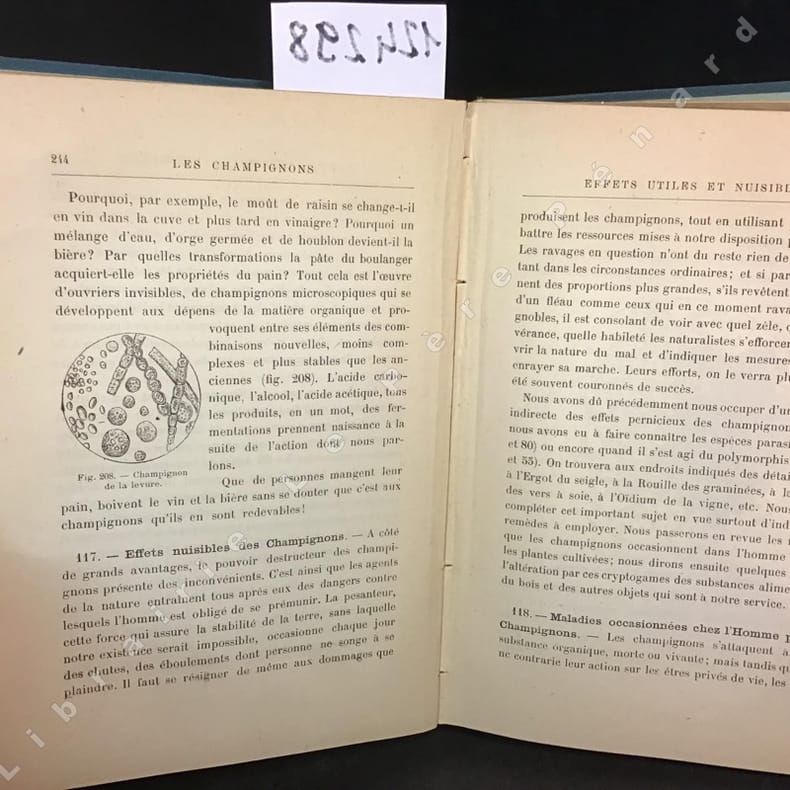 124298
244
LES CHAMPIGNONS
Pourquoi, par exemple, le moût de raisin se change-t-il
en vin dans la cuve et plus tard en vinaigre? Pourquoi un
mélange d'eau, d'orge germée et de houblon devient-il la
bière? Par quelles transformations la pâte du boulanger
acquiert-elle les propriétés du pain? Tout cela est l'œuvre
d'ouvriers invisibles, de champignons microscopiques qui se
développent aux dépens de la matière organique et pro-
voquent entre ses éléments des com-
binaisons nouvelles, moins com-
plexes et plus stables que les an-
ciennes (fig. 208). L'acide carbo-
nique, l'alcool, l'acide acétique, tous
les produits, en un mot, des fer-
mentations prennent naissance à la
suite de l'action dont nous par-
lons.
Fig. 208. — Champignon
de la levure.
Que de personnes mangent leur
pain, boivent le vin et la bière sans se douter que c'est aux
champignons qu'ils en sont redevables!
117. — Effets nuisibles des Champignons. — A côté
de grands avantages, le pouvoir destructeur des champi-
gnons présente des inconvénients. C'est ainsi que les agents
de la nature entraînent tous après eux des dangers contre
lesquels l'homme est obligé de se prémunir. La pesanteur,
cette force qui assure la stabilité de la terre, sans laquelle
notre existence serait impossible, occasionne chaque jour
des chutes, des éboulements dont personne ne songe à se
plaindre. Il faut se résigner de même aux dommages que
EFFETS UTILES ET NUISIBL
produisent les champignons, tout en utilisant
battre les ressources mises à notre disposition p
Les ravages en question n'ont du reste rien de
tant dans les circonstances ordinaires; et si par
nent des proportions plus grandes, s'ils revêtent
d'un fléau comme ceux qui en ce moment rava
gnobles, il est consolant de voir avec quel zèle, q
vérance, quelle habileté les naturalistes s'efforcen
vrir la nature du mal et d'indiquer les mesures
enrayer sa marche. Leurs efforts, on le verra plu
été souvent couronnés de succès.
Nous avons dû précédemment nous occuper d'un
indirecte des effets pernicieux des champignon
nous avons eu à faire connaître les espèces paras
et 80) ou encore quand il s'est agi du polymorphis
et 55). On trouvera aux endroits indiqués des détai
à l'Ergot du seigle, à la Rouille des graminées, à la
des vers à soie, à l'Oïdium de la vigne, etc. Nous
compléter cet important sujet en vue surtout d'ind
remèdes à employer. Nous passerons en revue les
que les champignons occasionnent dans l'homme
les plantes cultivées; nous dirons ensuite quelques
l'altération par ces cryptogames des substances alime
du bois et des autres objets qui sont à notre service.
118. — Maladies occasionnées chez l'Homme p
Champignons. — Les champignons s'attaquent à
substance organique, morte ou vivante; mais tandis qu
ne contrarie leur action sur les êtres privés de vie, les
Librairie le père Pénard